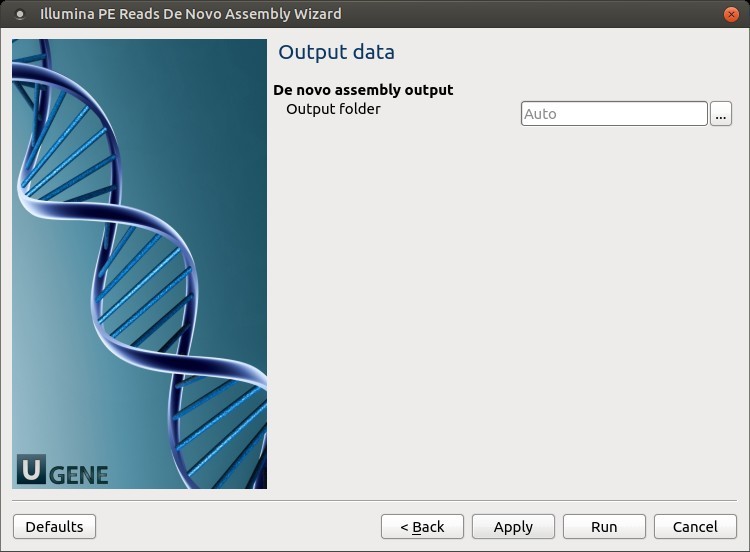 Illumina PE Reads De Novo Assembly Wizard
Output data
De novo assembly output
Output folder
Auto
...
U GENE
Defaults
< Back
Apply
Run
Cancel